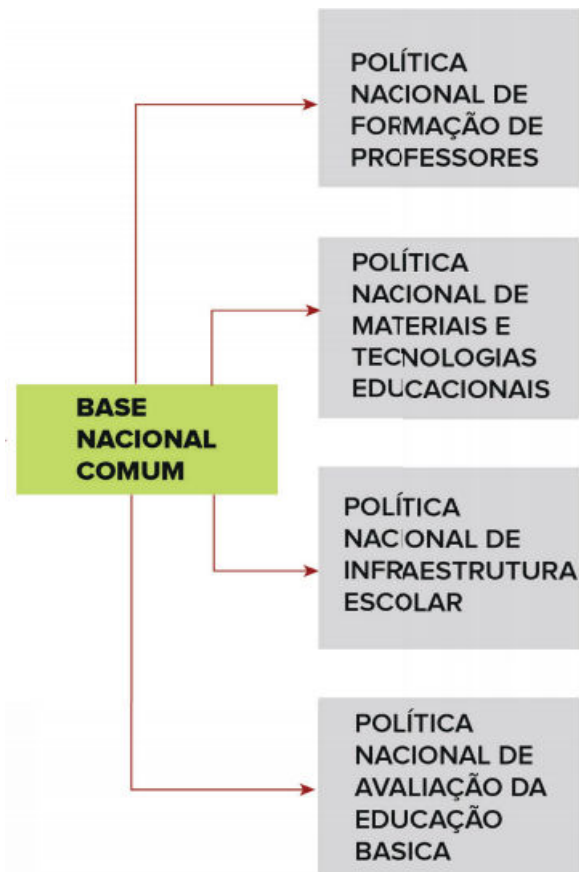 POLÍTICA
NACIONAL DE
FORMAÇÃO DE
PROFESSORES
POLÍTICA
NACIONAL DE
MATERIAIS E
TECNOLOGIAS
EDUCACIONAIS
BASE
NACIONAL
COMUM
POLÍTICA
NACIONAL DE
INFRAESTRUTURA
ESCOLAR
POLÍTICA
NACIONAL DE
AVALIAÇÃO DA
EDUCAÇÃO
BASICA